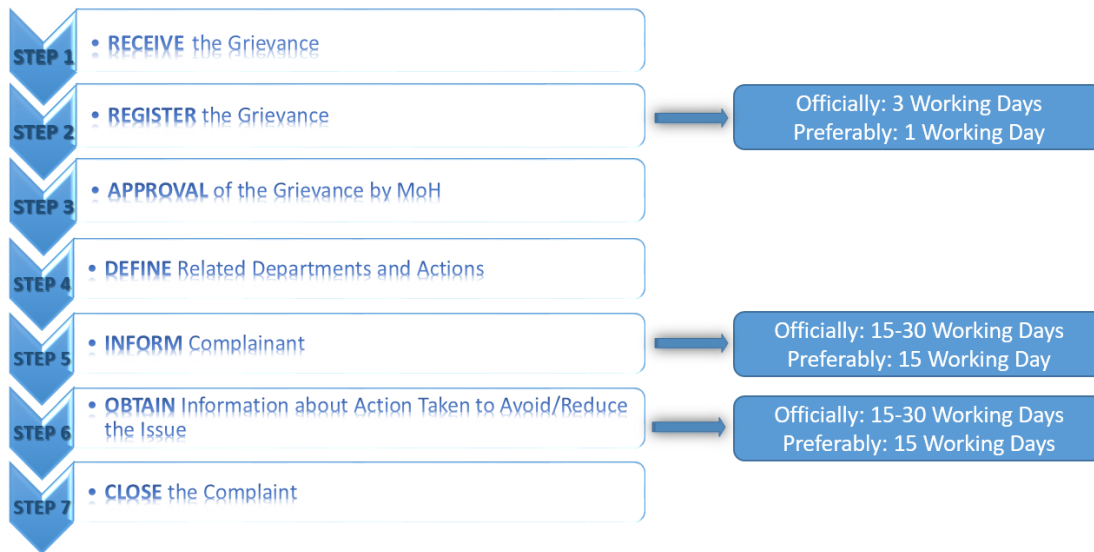 STEP 1
• RECEIVE the Grievance
STEP 2
• REGISTER the Grievance
Officially: 3 Working Days
Preferably: 1 Working Day
STEP 3
• APPROVAL of the Grievance by MoH
STEP 4
• DEFINE Related Departments and Actions
STEP 5
• INFORM Complainant
Officially: 15-30 Working Days
Preferably: 15 Working Day
STEP 6
• OBTAIN Information about Action Taken to Avoid/Reduce
the Issue
Officially: 15-30 Working Days
Preferably: 15 Working Days
STEP 7
• CLOSE the Complaint